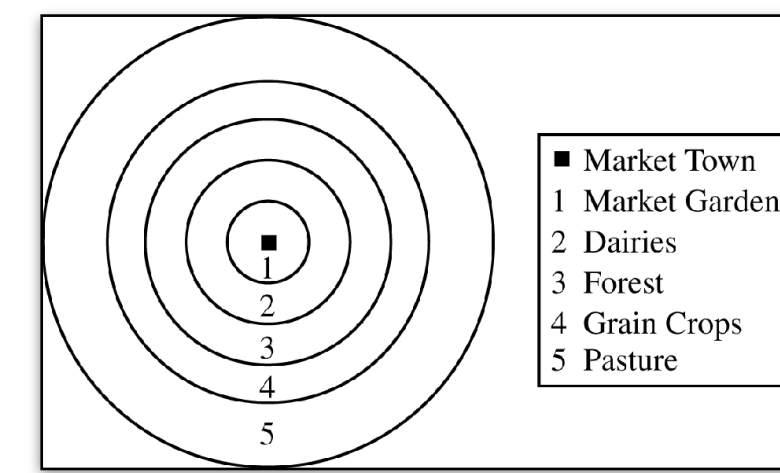 1
2
3
4
5
■ Market Town
1 Market Garden
2 Dairies
3 Forest
4 Grain Crops
5 Pasture